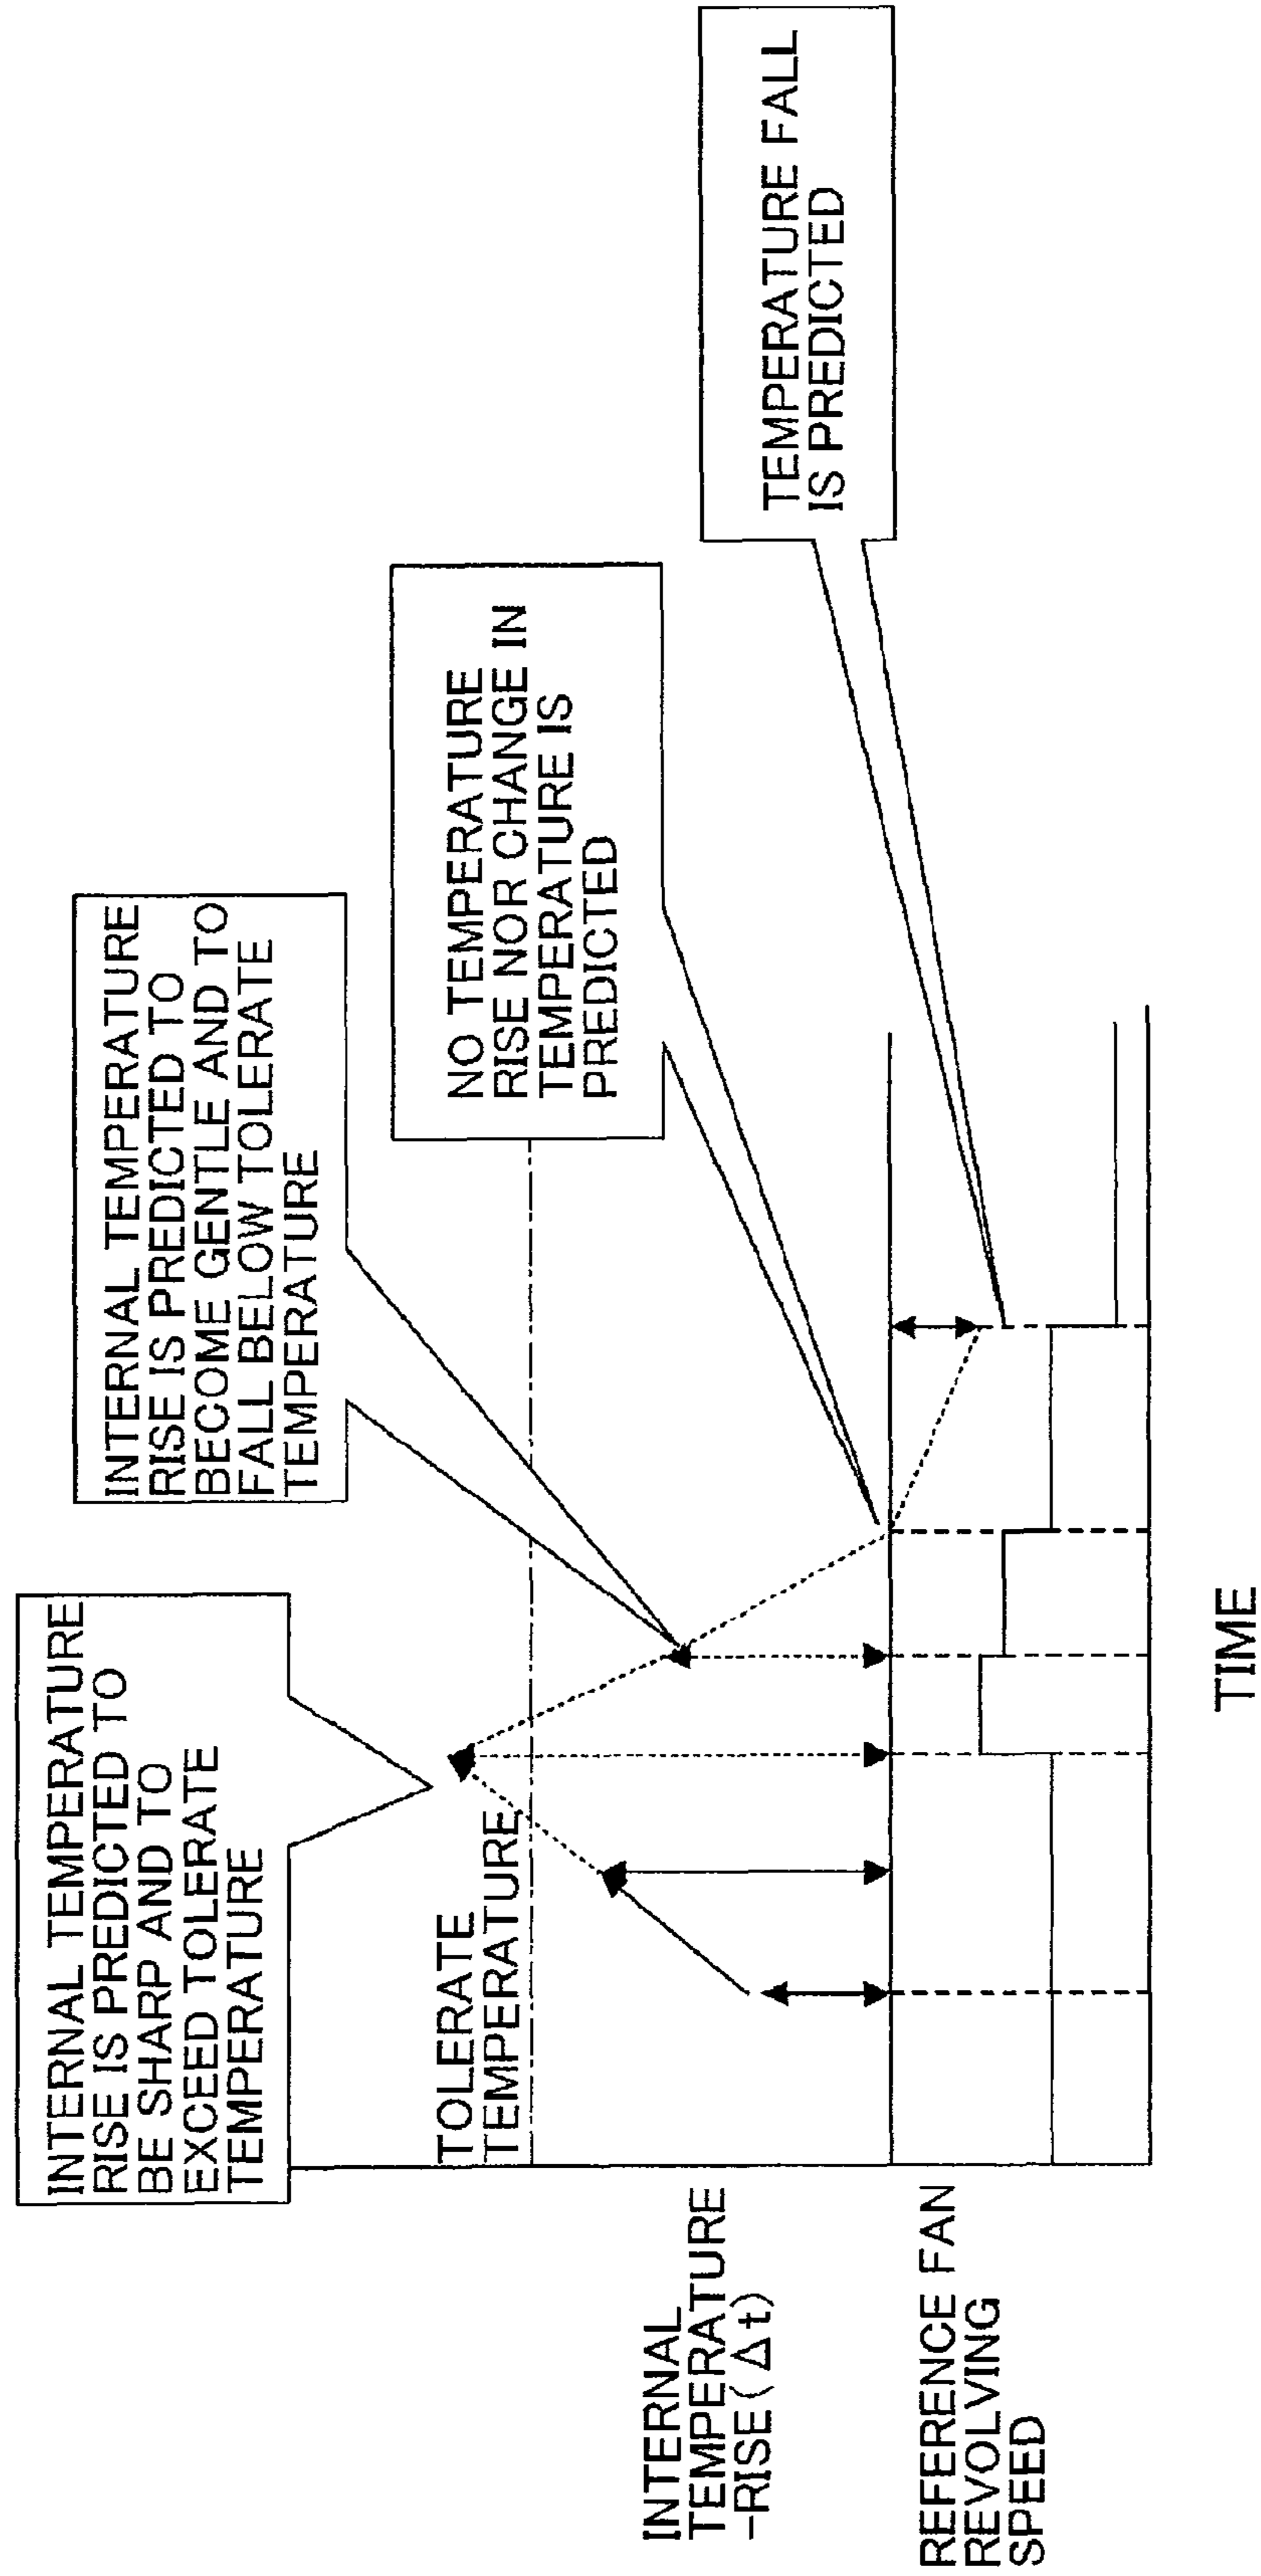 INTERNAL TEMPERATURE
RISE IS PREDICTED TO
BE SHARP AND TO
EXCEED TOLERATE
TEMPERATURE
INTERNAL TEMPERATURE
RISE IS PREDICTED TO
BECOME GENTLE AND TO
FALL BELOW TOLERATE
TEMPERATURE
NO TEMPERATURE
RISE NOR CHANGE IN
TEMPERATURE IS
PREDICTED
TEMPERATURE FALL
IS PREDICTED
TOLERATE
TEMPERATURE
INTERNAL
TEMPERATURE
-RISE(Δt)
REFERENCE FAN
REVOLVING
SPEED
TIME